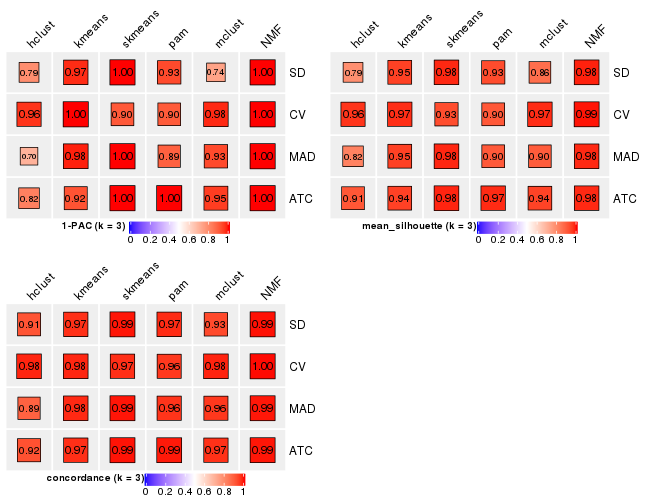 hclust kmeans skmeans pam mclust NMF
0.79 0.97 1.00 0.93 0.74 1.00 SD
0.96 1.00 0.90 0.90 0.98 1.00 CV
0.70 0.98 1.00 0.89 0.93 1.00 MAD
0.82 0.92 1.00 1.00 0.95 1.00 ATC
1-PAC (k = 3)
0 0.2 0.4 0.6 0.8 1
hclust kmeans skmeans pam mclust NMF
0.79 0.95 0.98 0.93 0.86 0.98 SD
0.96 0.97 0.93 0.90 0.97 0.99 CV
0.82 0.95 0.98 0.90 0.90 0.98 MAD
0.91 0.94 0.98 0.97 0.94 0.98 ATC
mean_silhouette (k = 3)
0 0.2 0.4 0.6 0.8 1
hclust kmeans skmeans pam mclust NMF
0.91 0.97 0.99 0.97 0.93 0.99 SD
0.98 0.98 0.97 0.96 0.98 1.00 CV
0.89 0.98 0.99 0.96 0.96 0.99 MAD
0.92 0.97 0.99 0.99 0.97 0.99 ATC
concordance (k = 3)
0 0.2 0.4 0.6 0.8 1